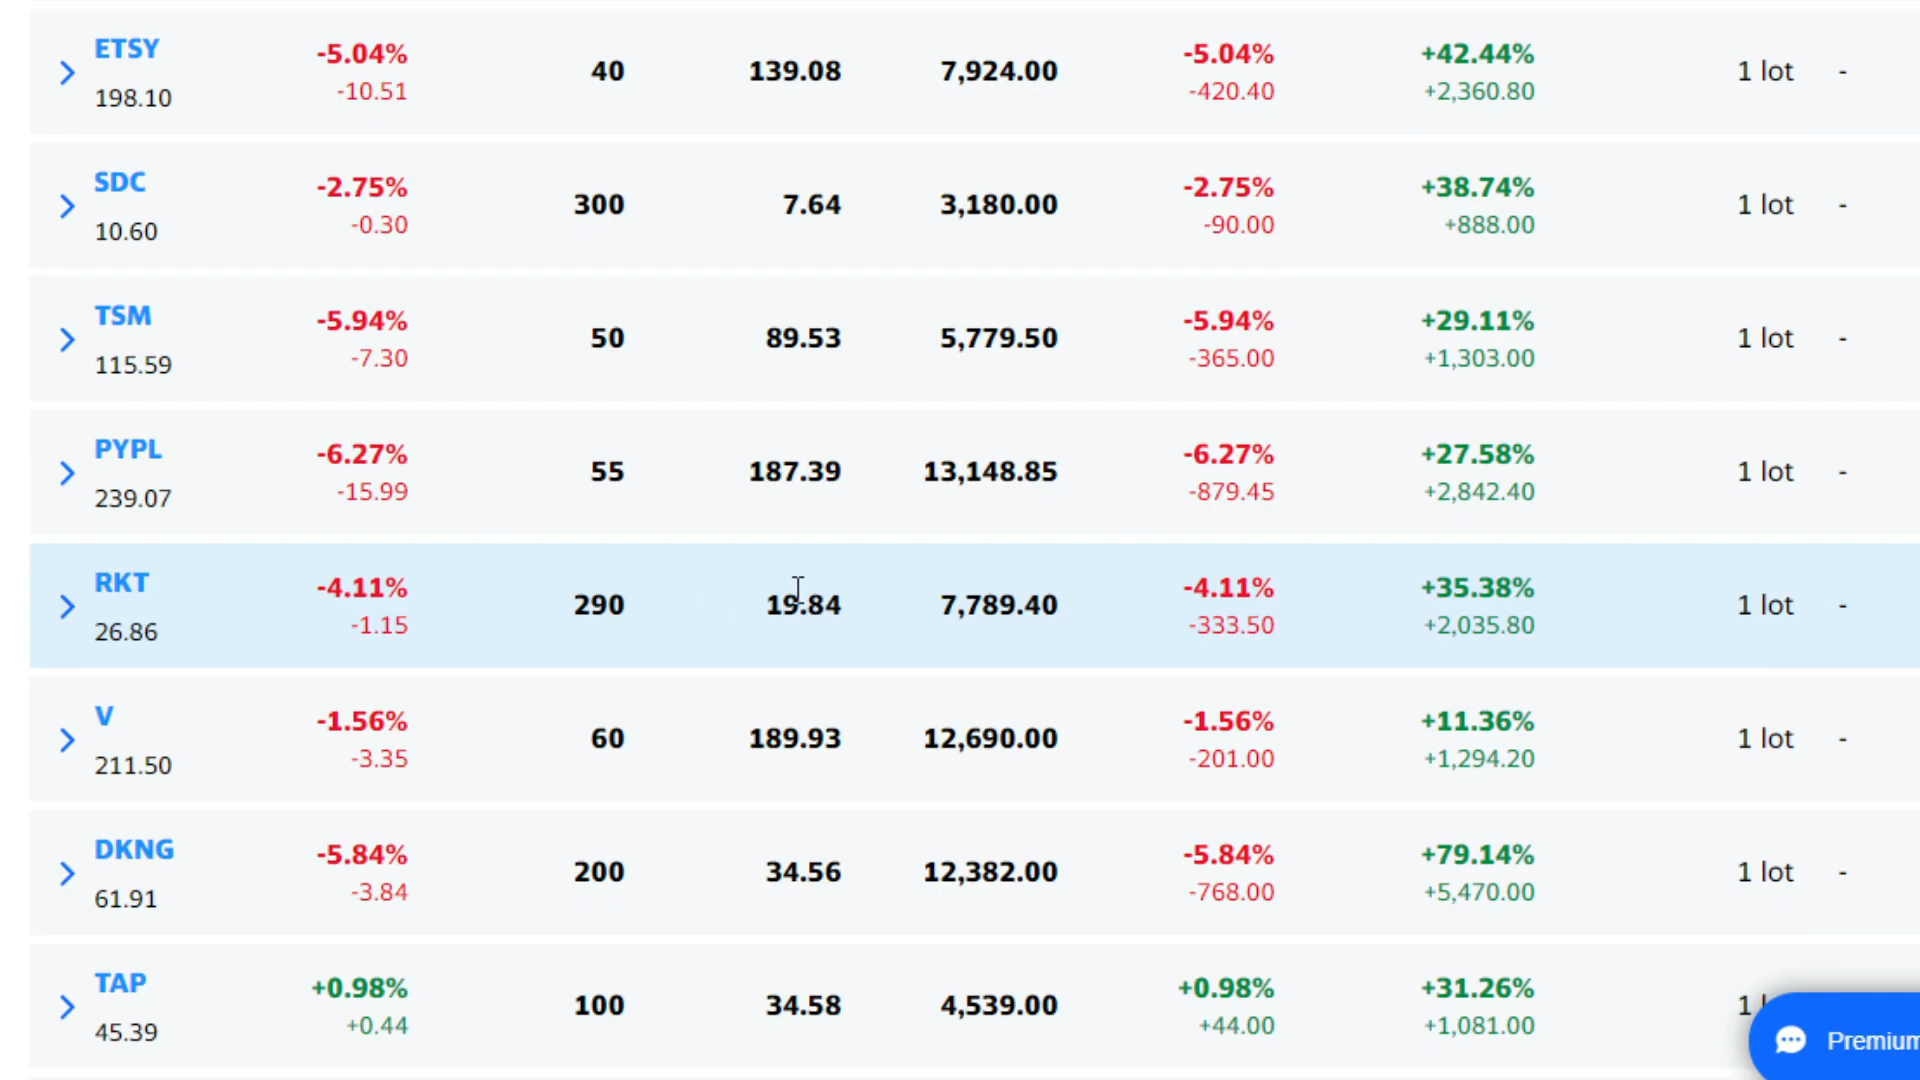 ETSY -5.04% 40 139.08 7,924.00 -5.04% +42.44% 1 lot -
198.10 -10.51 -420.40 +2,360.80
SDC -2.75% 300 7.64 3,180.00 -2.75% +38.74% 1 lot -
10.60 -0.30 -90.00 +888.00
TSM -5.94% 50 89.53 5,779.50 -5.94% +29.11% 1 lot -
115.59 -7.30 -365.00 +1,303.00
PYPL -6.27% 55 187.39 13,148.85 -6.27% +27.58% 1 lot -
239.07 -15.99 -879.45 +2,842.40
RKT -4.11% 290 19.84 7,789.40 -4.11% +35.38% 1 lot -
26.86 -1.15 -333.50 +2,035.80
V -1.56% 60 189.93 12,690.00 -1.56% +11.36% 1 lot -
211.50 -3.35 -201.00 +1,294.20
DKNG -5.84% 200 34.56 12,382.00 -5.84% +79.14% 1 lot -
61.91 -3.84 -768.00 +5,470.00
TAP +0.98% 100 34.58 4,539.00 +0.98% +31.26% 1
45.39 +0.44 +44.00 +1,081.00
Premium